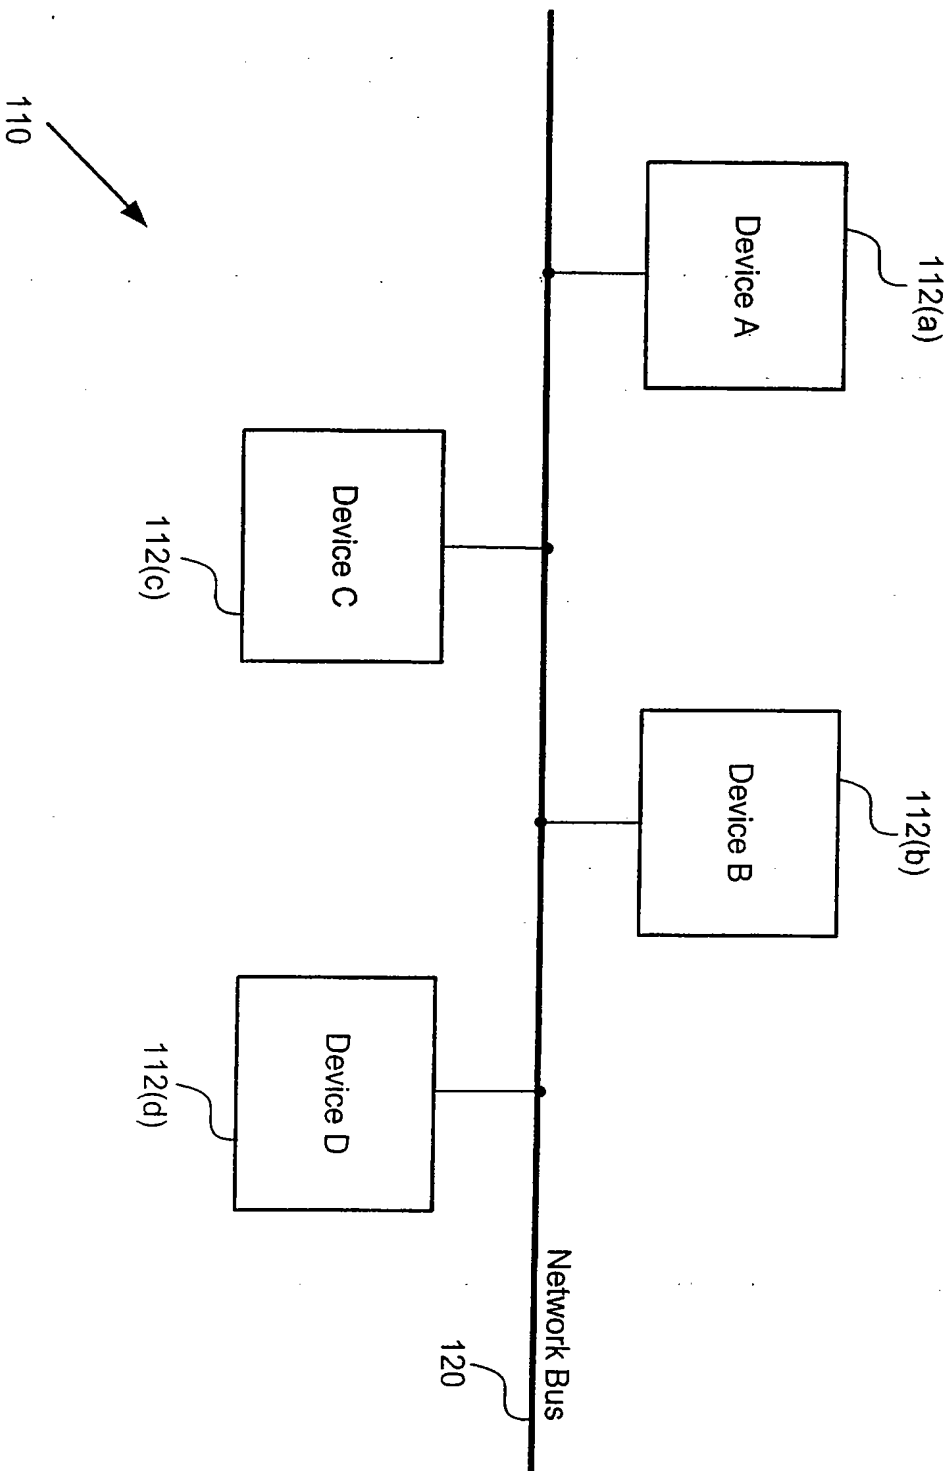 112(a)
112(b)
Device A
Device B
Network Bus
120
Device C
Device D
112(c)
112(d)
110